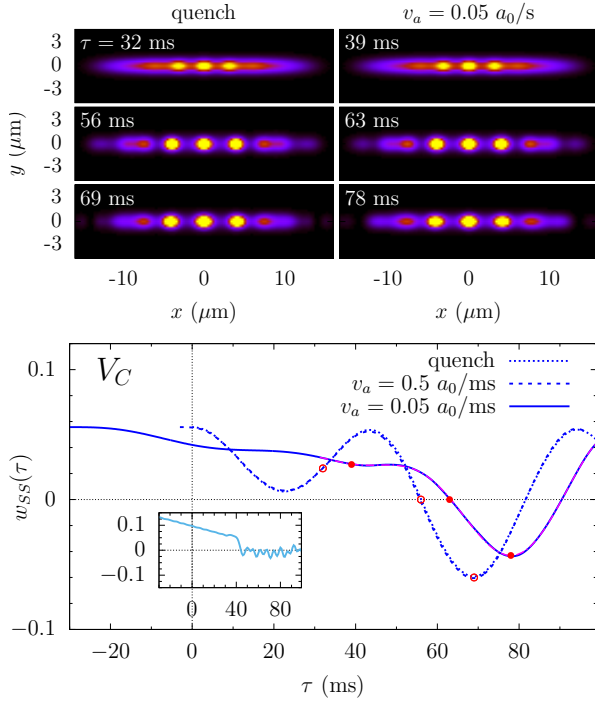 quench
v_a = 0.05 a_0/s
3
0
-3
y (μm)
τ = 32 ms
39 ms
3
0
-3
56 ms
63 ms
3
0
-3
69 ms
78 ms
-10 0 10
-10 0 10
x (μm)
x (μm)
0.1
0
−0.1
w_SS(τ)
V_C
quench
v_a = 0.5 a_0/ms
v_a = 0.05 a_0/ms
0.1
0
−0.1
0 40 80
−20 0 20 40 60 80
τ (ms)